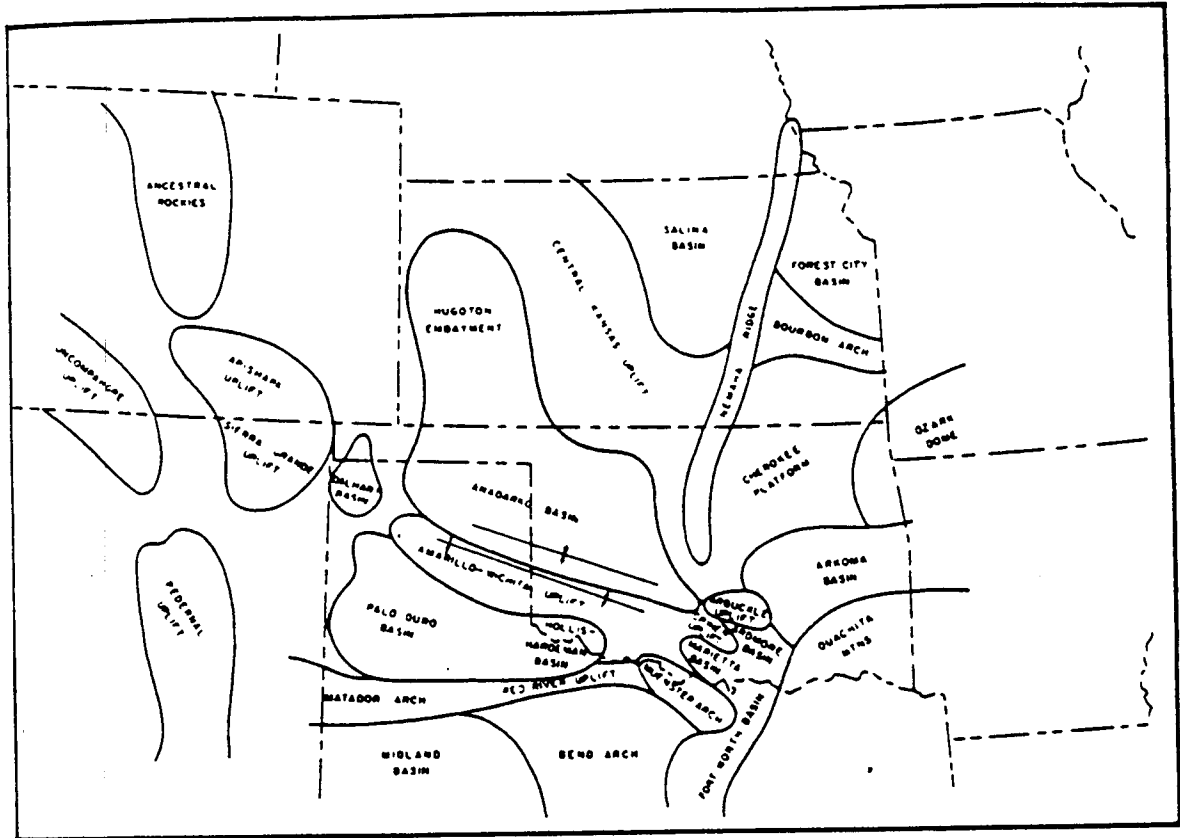 ANCESTRAL
ROCKIES
SALINA
BASIN
FOREST CITY
BASIN
HUGOTON
EMBAYMENT
CENTRAL KANSAS UPLIFT
NEMAHA RIDGE
BOURBON ARCH
UNCOMPAHGRE
UPLIFT
APISHAPA
UPLIFT
SIERRA GRANDE
UPLIFT
OZARK
DOME
DALHART
BASIN
ANADARKO BASIN
CHEROKEE
PLATFORM
AMARILLO-WICHITA UPLIFT
ARKOMA
BASIN
PEDERNAL
UPLIFT
PALO DURO
BASIN
HOLLIS-
HARDEMAN
BASIN
ARBUCKLE
UPLIFT
ARDMORE BASIN
UPLIFT
MARIETTA
BASIN
OUACHITA
MTNS
RED RIVER UPLIFT
MUENSTER ARCH
MATADOR ARCH
MIDLAND
BASIN
BEND ARCH
FORT WORTH BASIN